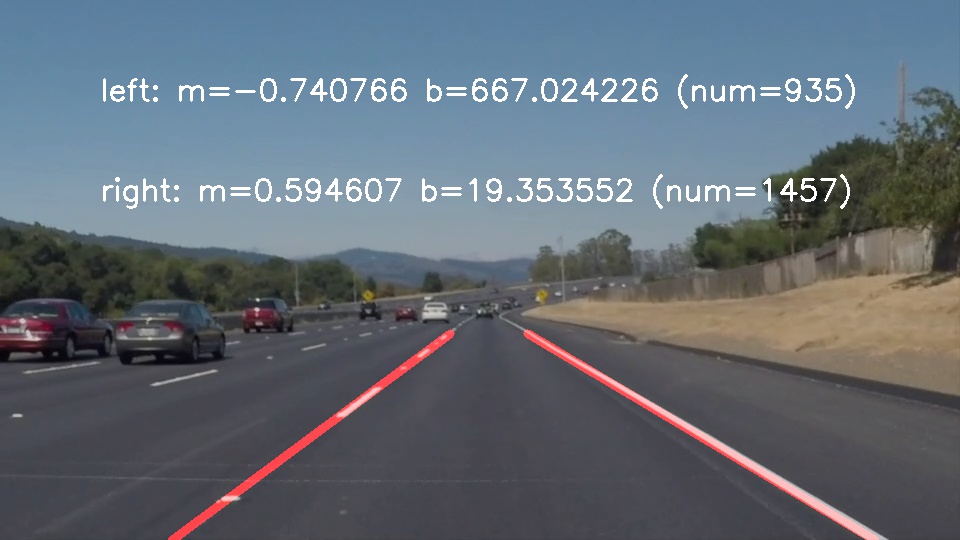 left: m=−0.740766 b=667.024226 (num=935)
right: m=0.594607 b=19.353552 (num=1457)